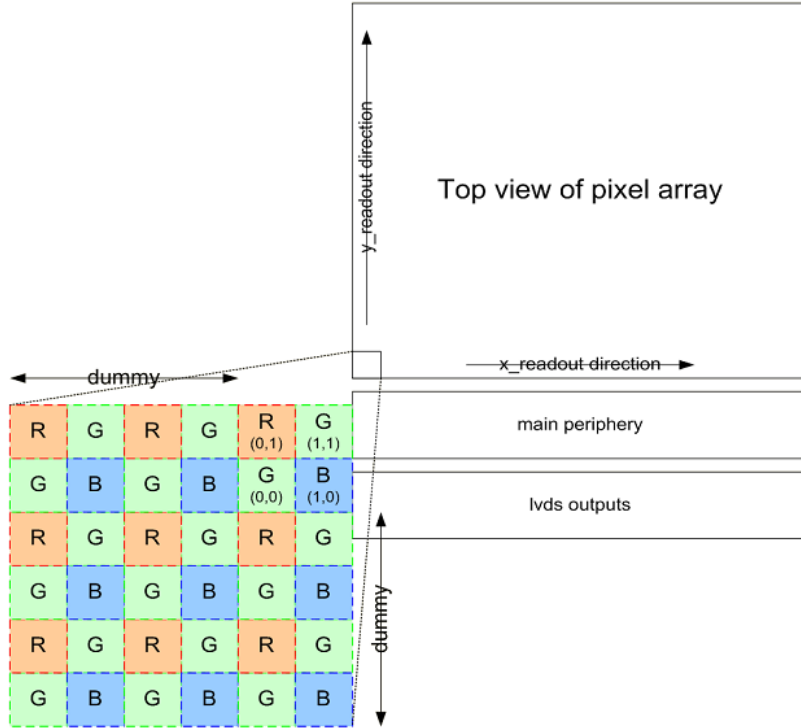 y_readout direction
Top view of pixel array
x_readout direction
dummy
main periphery
lvds outputs
R G R G R G
(0,1) (1,1)
G B G B G B
(0,0) (1,0)
R G R G R G
G B G B G B
R G R G R G
G B G B G B
dummy